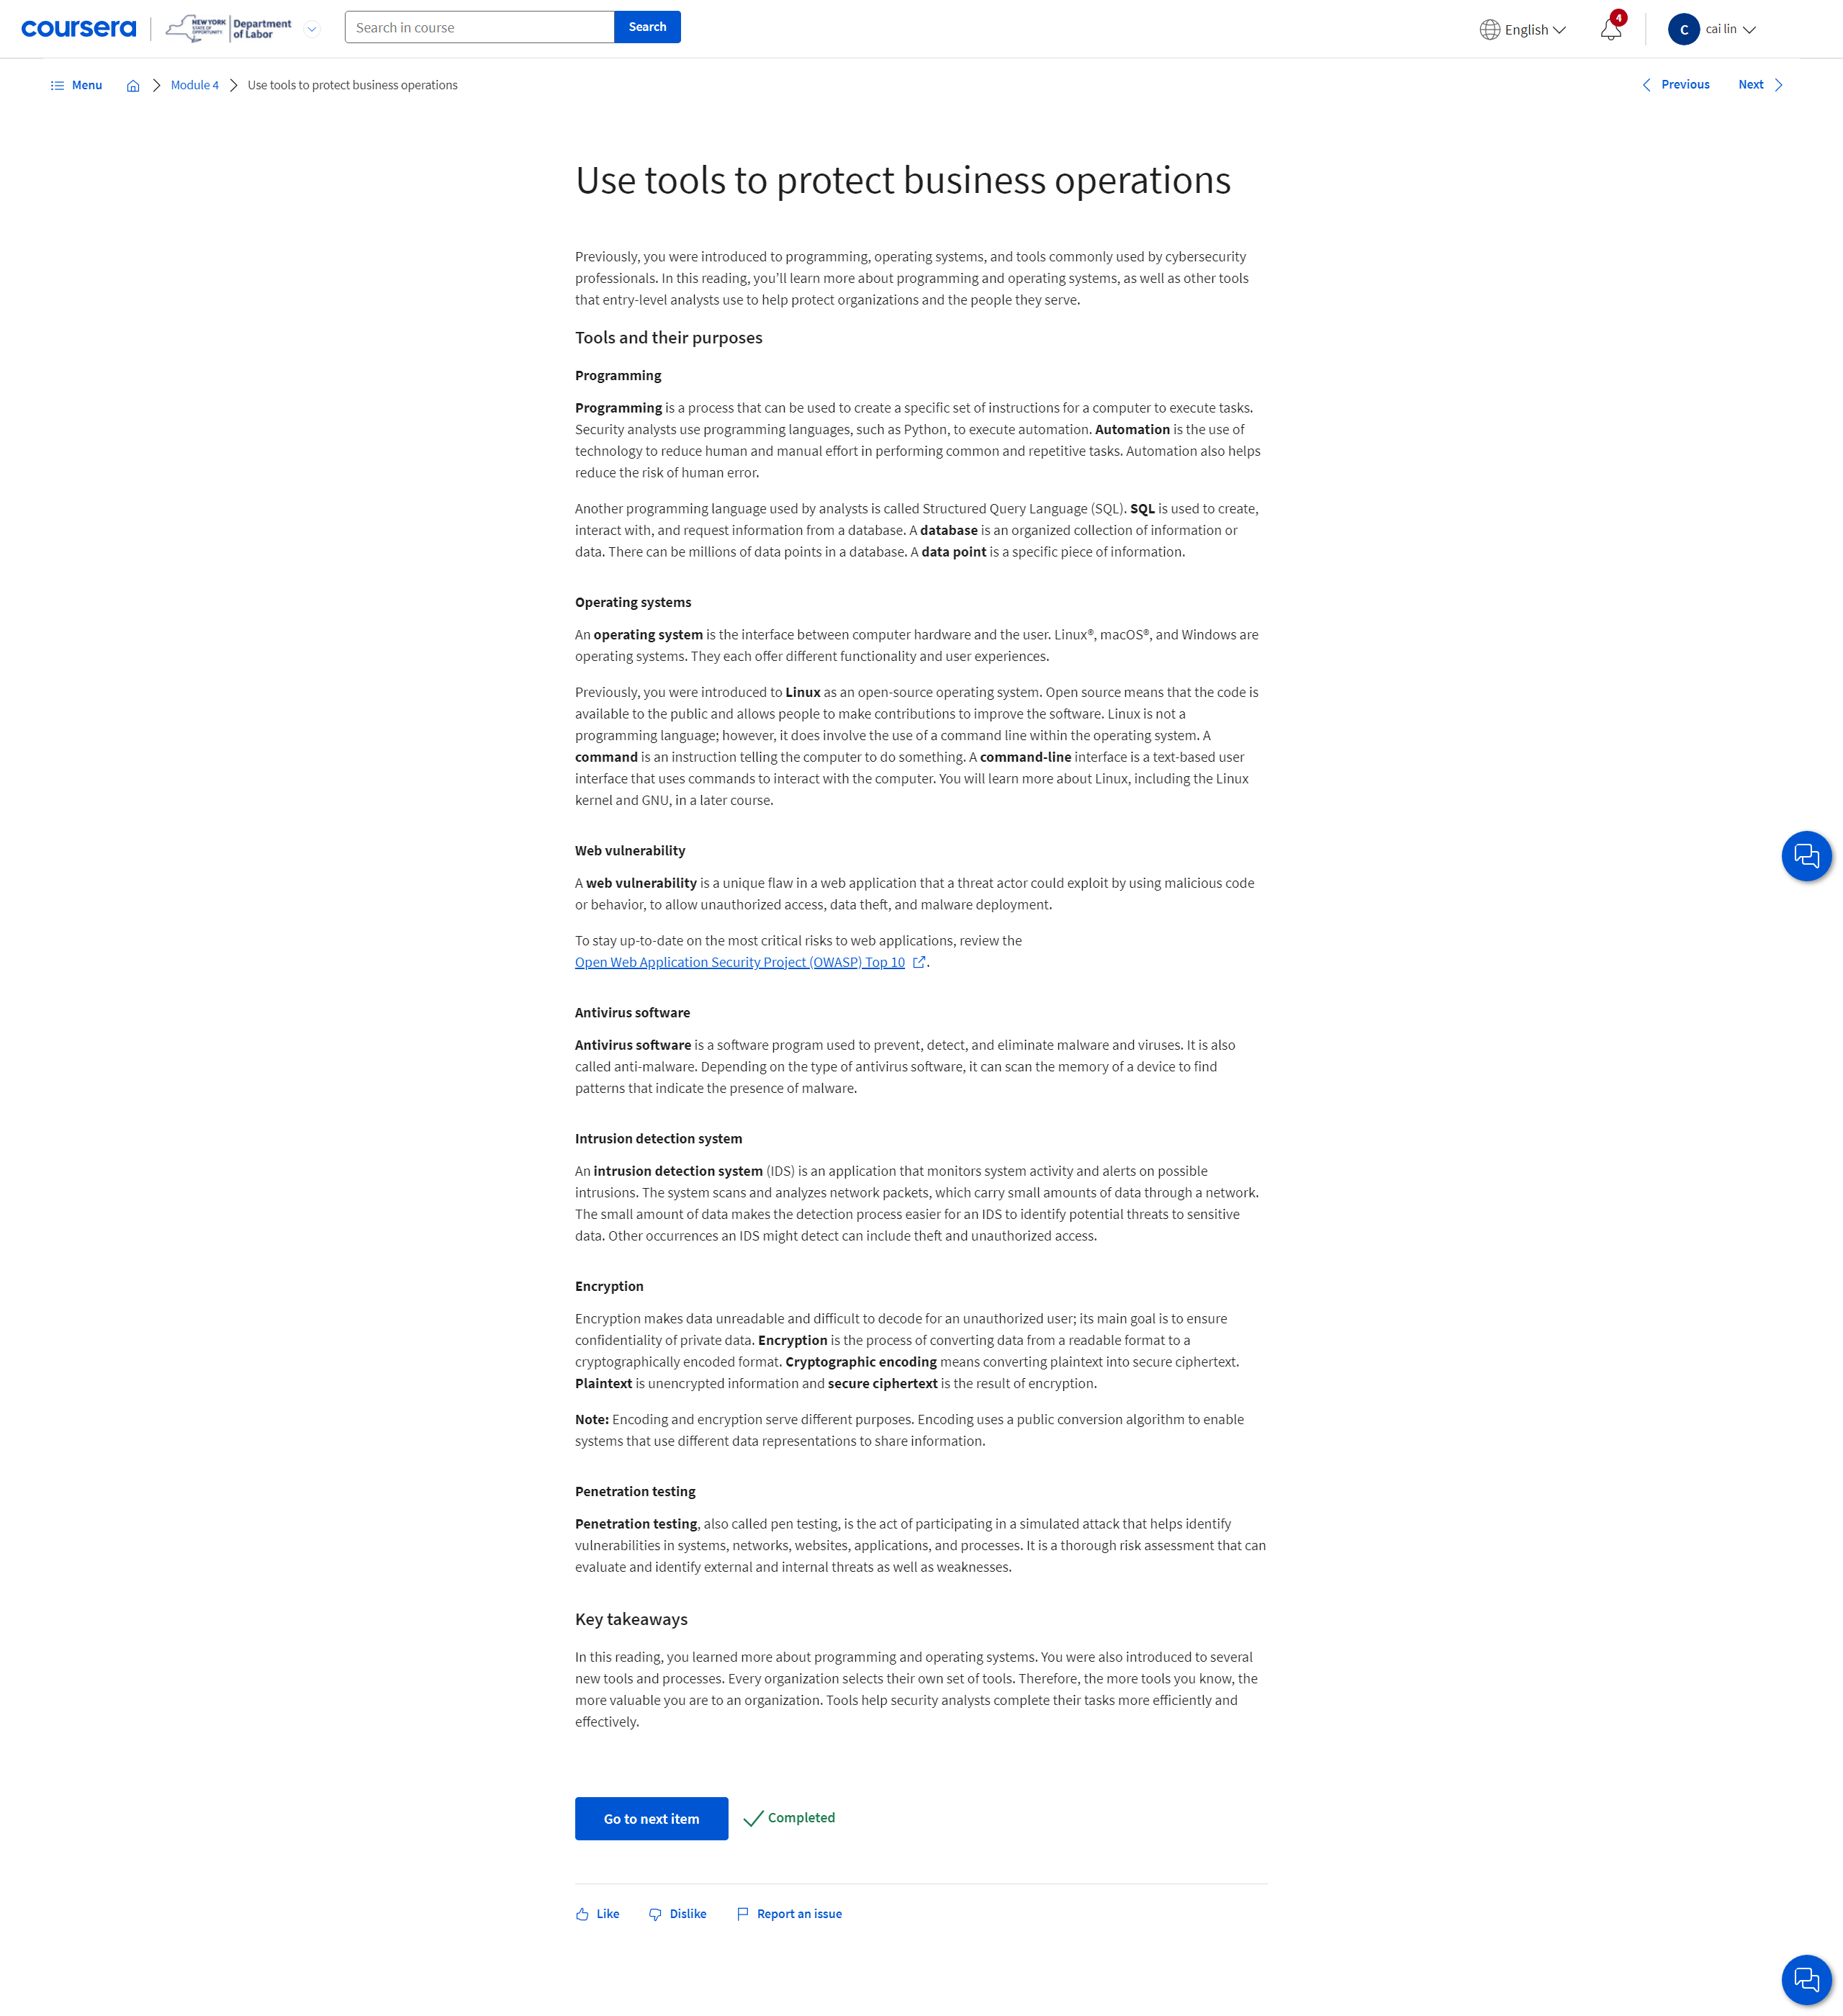 coursera
NEW YORK
STATE OF
OPPORTUNITY
Department
of Labor
Search in course
Search
English
4
C
cai lin
Menu
Module 4
Use tools to protect business operations
Previous
Next
Use tools to protect business operations
Previously, you were introduced to programming, operating systems, and tools commonly used by cybersecurity
professionals. In this reading, you’ll learn more about programming and operating systems, as well as other tools
that entry-level analysts use to help protect organizations and the people they serve.
Tools and their purposes
Programming
Programming is a process that can be used to create a specific set of instructions for a computer to execute tasks.
Security analysts use programming languages, such as Python, to execute automation. Automation is the use of
technology to reduce human and manual effort in performing common and repetitive tasks. Automation also helps
reduce the risk of human error.
Another programming language used by analysts is called Structured Query Language (SQL). SQL is used to create,
interact with, and request information from a database. A database is an organized collection of information or
data. There can be millions of data points in a database. A data point is a specific piece of information.
Operating systems
An operating system is the interface between computer hardware and the user. Linux®, macOS®, and Windows are
operating systems. They each offer different functionality and user experiences.
Previously, you were introduced to Linux as an open-source operating system. Open source means that the code is
available to the public and allows people to make contributions to improve the software. Linux is not a
programming language; however, it does involve the use of a command line within the operating system. A
command is an instruction telling the computer to do something. A command-line interface is a text-based user
interface that uses commands to interact with the computer. You will learn more about Linux, including the Linux
kernel and GNU, in a later course.
Web vulnerability
A web vulnerability is a unique flaw in a web application that a threat actor could exploit by using malicious code
or behavior, to allow unauthorized access, data theft, and malware deployment.
To stay up-to-date on the most critical risks to web applications, review the
Open Web Application Security Project (OWASP) Top 10 .
Antivirus software
Antivirus software is a software program used to prevent, detect, and eliminate malware and viruses. It is also
called anti-malware. Depending on the type of antivirus software, it can scan the memory of a device to find
patterns that indicate the presence of malware.
Intrusion detection system
An intrusion detection system (IDS) is an application that monitors system activity and alerts on possible
intrusions. The system scans and analyzes network packets, which carry small amounts of data through a network.
The small amount of data makes the detection process easier for an IDS to identify potential threats to sensitive
data. Other occurrences an IDS might detect can include theft and unauthorized access.
Encryption
Encryption makes data unreadable and difficult to decode for an unauthorized user; its main goal is to ensure
confidentiality of private data. Encryption is the process of converting data from a readable format to a
cryptographically encoded format. Cryptographic encoding means converting plaintext into secure ciphertext.
Plaintext is unencrypted information and secure ciphertext is the result of encryption.
Note: Encoding and encryption serve different purposes. Encoding uses a public conversion algorithm to enable
systems that use different data representations to share information.
Penetration testing
Penetration testing, also called pen testing, is the act of participating in a simulated attack that helps identify
vulnerabilities in systems, networks, websites, applications, and processes. It is a thorough risk assessment that can
evaluate and identify external and internal threats as well as weaknesses.
Key takeaways
In this reading, you learned more about programming and operating systems. You were also introduced to several
new tools and processes. Every organization selects their own set of tools. Therefore, the more tools you know, the
more valuable you are to an organization. Tools help security analysts complete their tasks more efficiently and
effectively.
Go to next item
Completed
Like
Dislike
Report an issue